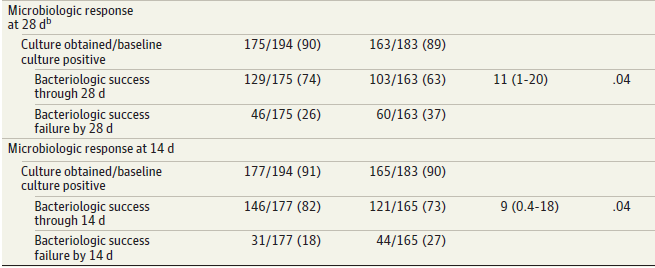 Microbiologic response
at 28 dᵇ
Culture obtained/baseline 175/194 (90) 163/183 (89)
culture positive
Bacteriologic success 129/175 (74) 103/163 (63) 11 (1-20) .04
through 28 d
Bacteriologic success 46/175 (26) 60/163 (37)
failure by 28 d
Microbiologic response at 14 d
Culture obtained/baseline 177/194 (91) 165/183 (90)
culture positive
Bacteriologic success 146/177 (82) 121/165 (73) 9 (0.4-18) .04
through 14 d
Bacteriologic success 31/177 (18) 44/165 (27)
failure by 14 d